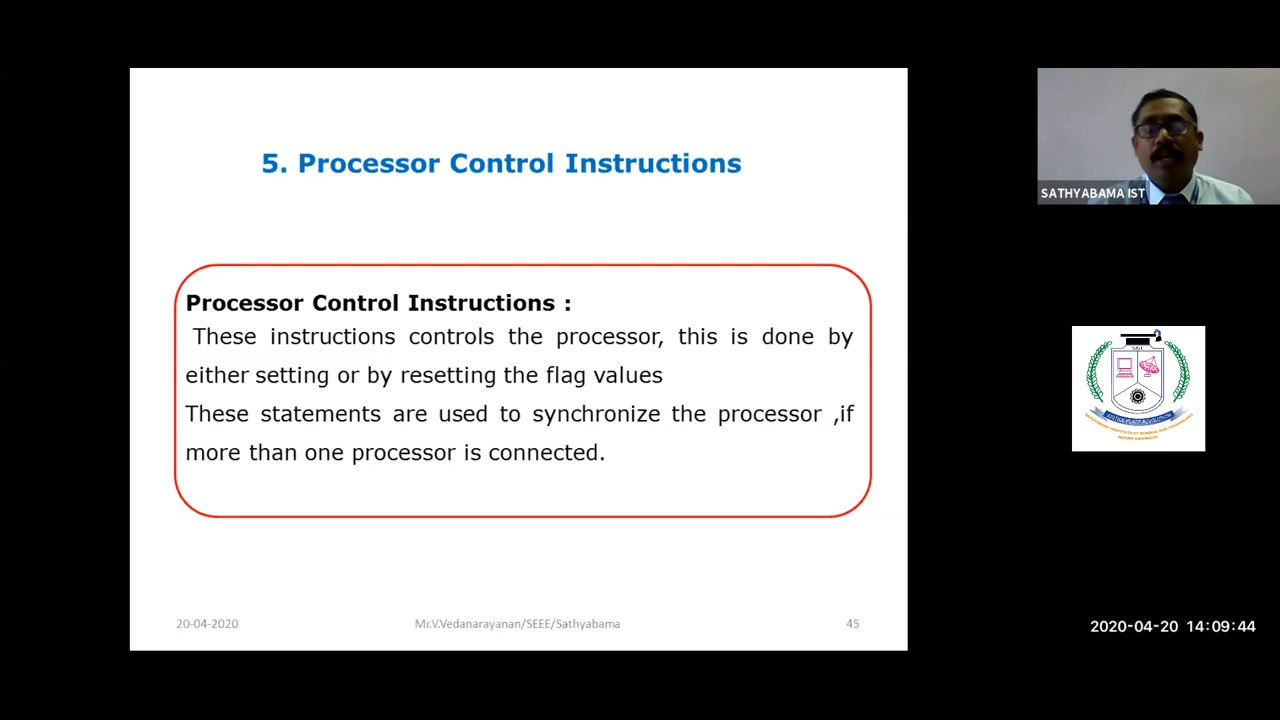 5. Processor Control Instructions
SATHYABAMA IST
Processor Control Instructions :
These instructions controls the processor, this is done by
either setting or by resetting the flag values
These statements are used to synchronize the processor ,if
more than one processor is connected.
20-04-2020
Mr.V.Vedanarayanan/SEEE/Sathyabama
45
2020-04-20 14:09:44